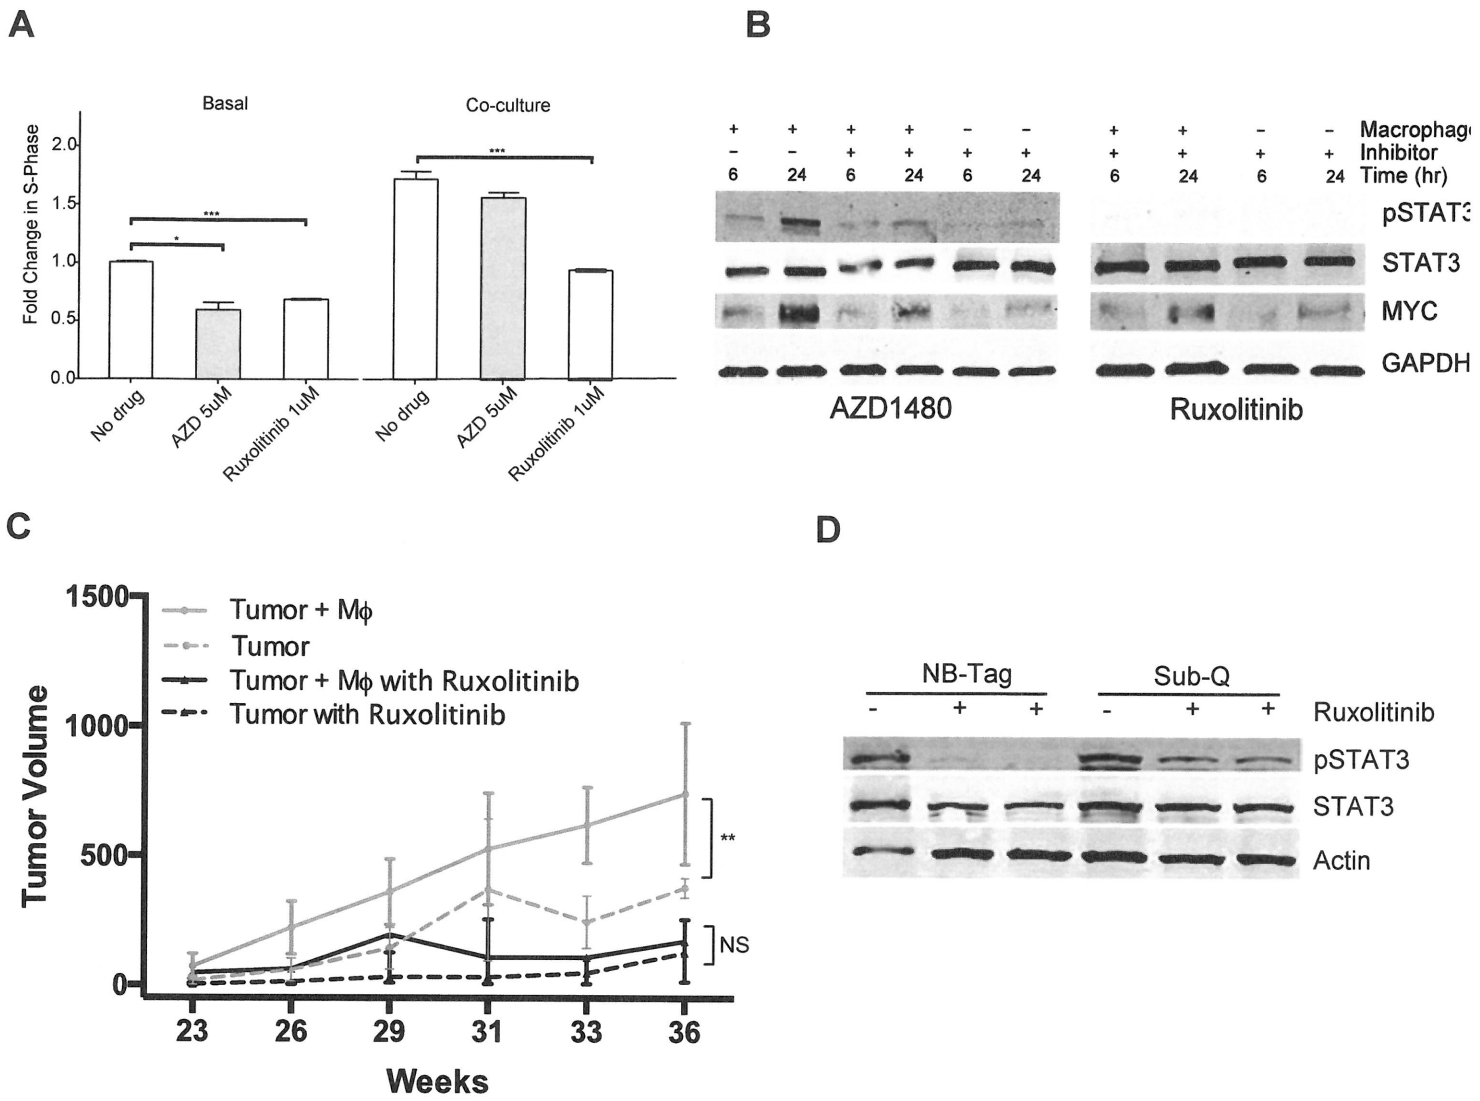 A
Basal
Co-culture
Fold Change in S-Phase
2.0
1.5
1.0
0.5
0.0
***
*
***
No drug
AZD 5uM
Ruxolitinib 1uM
No drug
AZD 5uM
Ruxolitinib 1uM
B
+ + + + - - + + - - Macrophag
- - + + + + + + + + Inhibitor
6 24 6 24 6 24 6 24 6 24 Time (hr)
pSTAT3
STAT3
MYC
GAPDH
AZD1480
Ruxolitinib
C
Tumor Volume
1500
1000
500
0
Tumor + Mϕ
Tumor
Tumor + Mϕ with Ruxolitinib
Tumor with Ruxolitinib
**
NS
23 26 29 31 33 36
Weeks
D
NB-Tag Sub-Q
- + + - + + Ruxolitinib
pSTAT3
STAT3
Actin